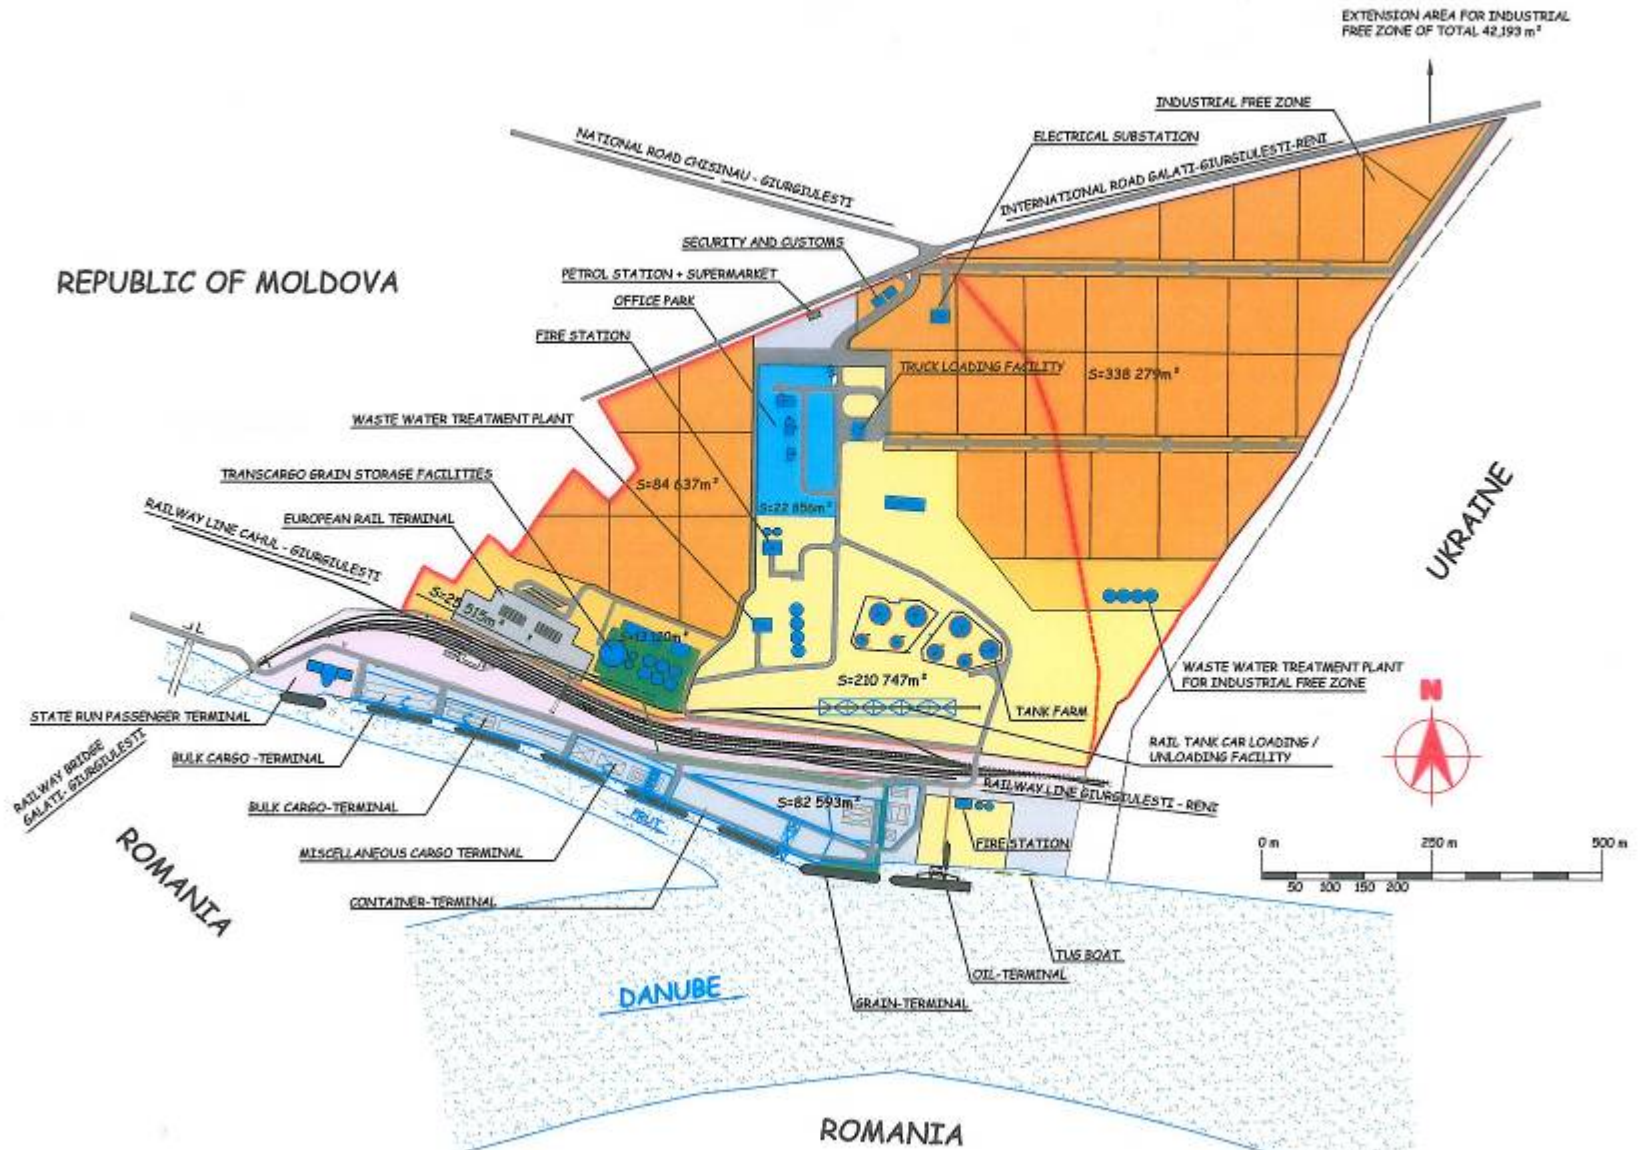 EXTENSION AREA FOR INDUSTRIAL
FREE ZONE OF TOTAL 42,193 m²
INDUSTRIAL FREE ZONE
ELECTRICAL SUBSTATION
NATIONAL ROAD CHISINAU - GIURGIULESTI
INTERNATIONAL ROAD GALATI-GIURGIULESTI-RENI
SECURITY AND CUSTOMS
REPUBLIC OF MOLDOVA
PETROL STATION + SUPERMARKET
OFFICE PARK
FIRE STATION
TRUCK LOADING FACILITY
S=338 279m²
WASTE WATER TREATMENT PLANT
TRANSCARGO GRAIN STORAGE FACILITIES
S=84 637m²
S=22 856m²
RAILWAY LINE CAHUL - GIURGIULESTI
EUROPEAN RAIL TERMINAL
UKRAINE
S=25 515m²
S=13 120m²
WASTE WATER TREATMENT PLANT
FOR INDUSTRIAL FREE ZONE
S=210 747m²
N
STATE RUN PASSENGER TERMINAL
TANK FARM
RAIL TANK CAR LOADING /
UNLOADING FACILITY
RAILWAY BRIDGE
GALATI- GIURGIULESTI
BULK CARGO -TERMINAL
RAILWAY LINE GIURGIULESTI - RENI
BULK CARGO-TERMINAL
S=82 593m²
PRUT
FIRE STATION
0 m 250 m 500 m
50 100 150 200
MISCELLANEOUS CARGO TERMINAL
ROMANIA
CONTAINER-TERMINAL
TUG BOAT
OIL-TERMINAL
DANUBE
GRAIN-TERMINAL
ROMANIA